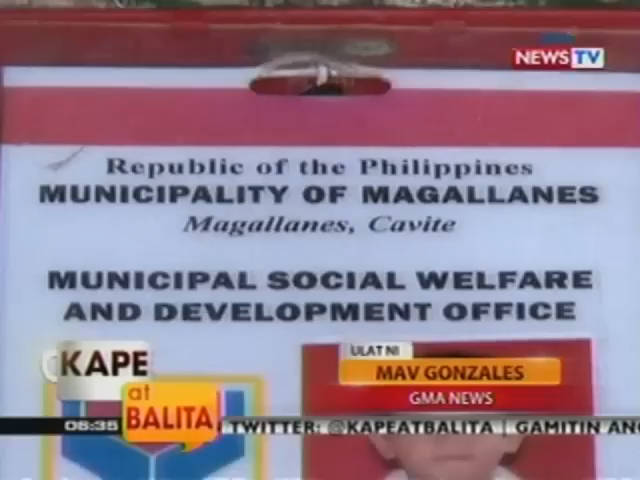 NEWS TV
Republic of the Philippines
MUNICIPALITY OF MAGALLANES
Magallanes, Cavite
MUNICIPAL SOCIAL WELFARE
AND DEVELOPMENT OFFICE
KAPE
at
BALITA
ULAT NI
MAV GONZALES
GMA NEWS
06:35
TWITTER: @KAPEATBALITA | GAMITIN